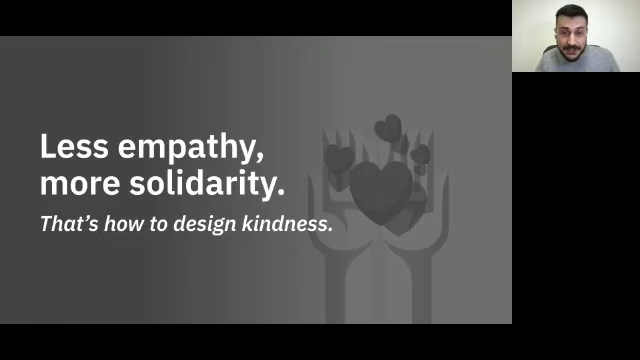 Less empathy,
more solidarity.
That's how to design kindness.